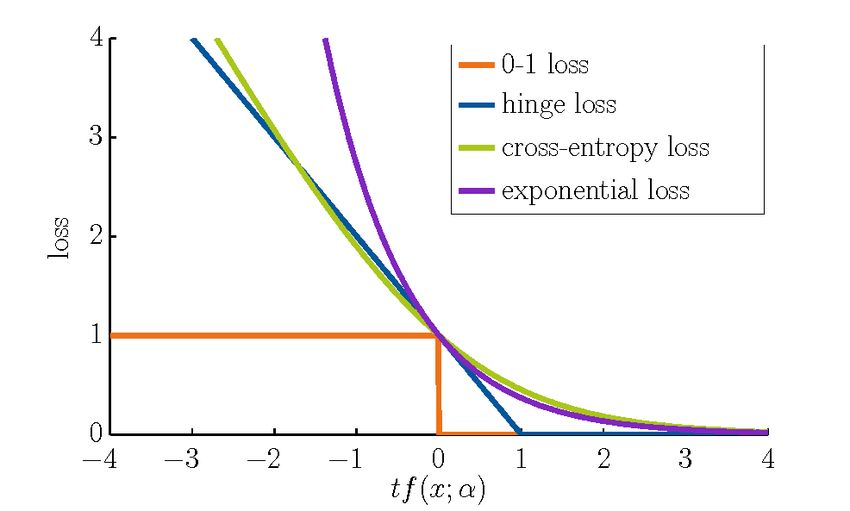 4
3
2
1
0
loss
0-1 loss
hinge loss
cross-entropy loss
exponential loss
−4 −3 −2 −1 0 1 2 3 4
tf(x; α)